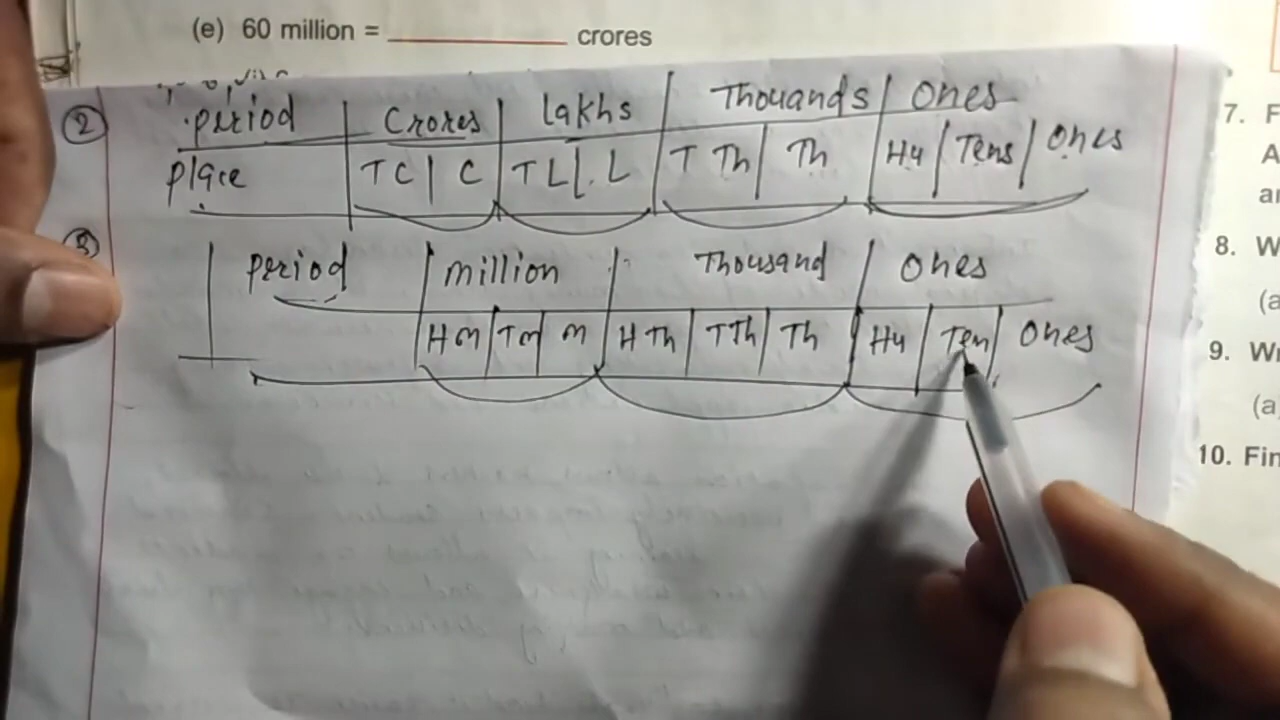 (e) 60 million = __________ crores
② period Crores lakhs Thouands Ones
place TC C TL L T Th Th Hu Tens Ones
③ period million Thousand Ones
HM TM M H Th TTh Th Hu Ten Ones
7. F
A
ar
8. W
(a
9. Wr
(a
10. Fin